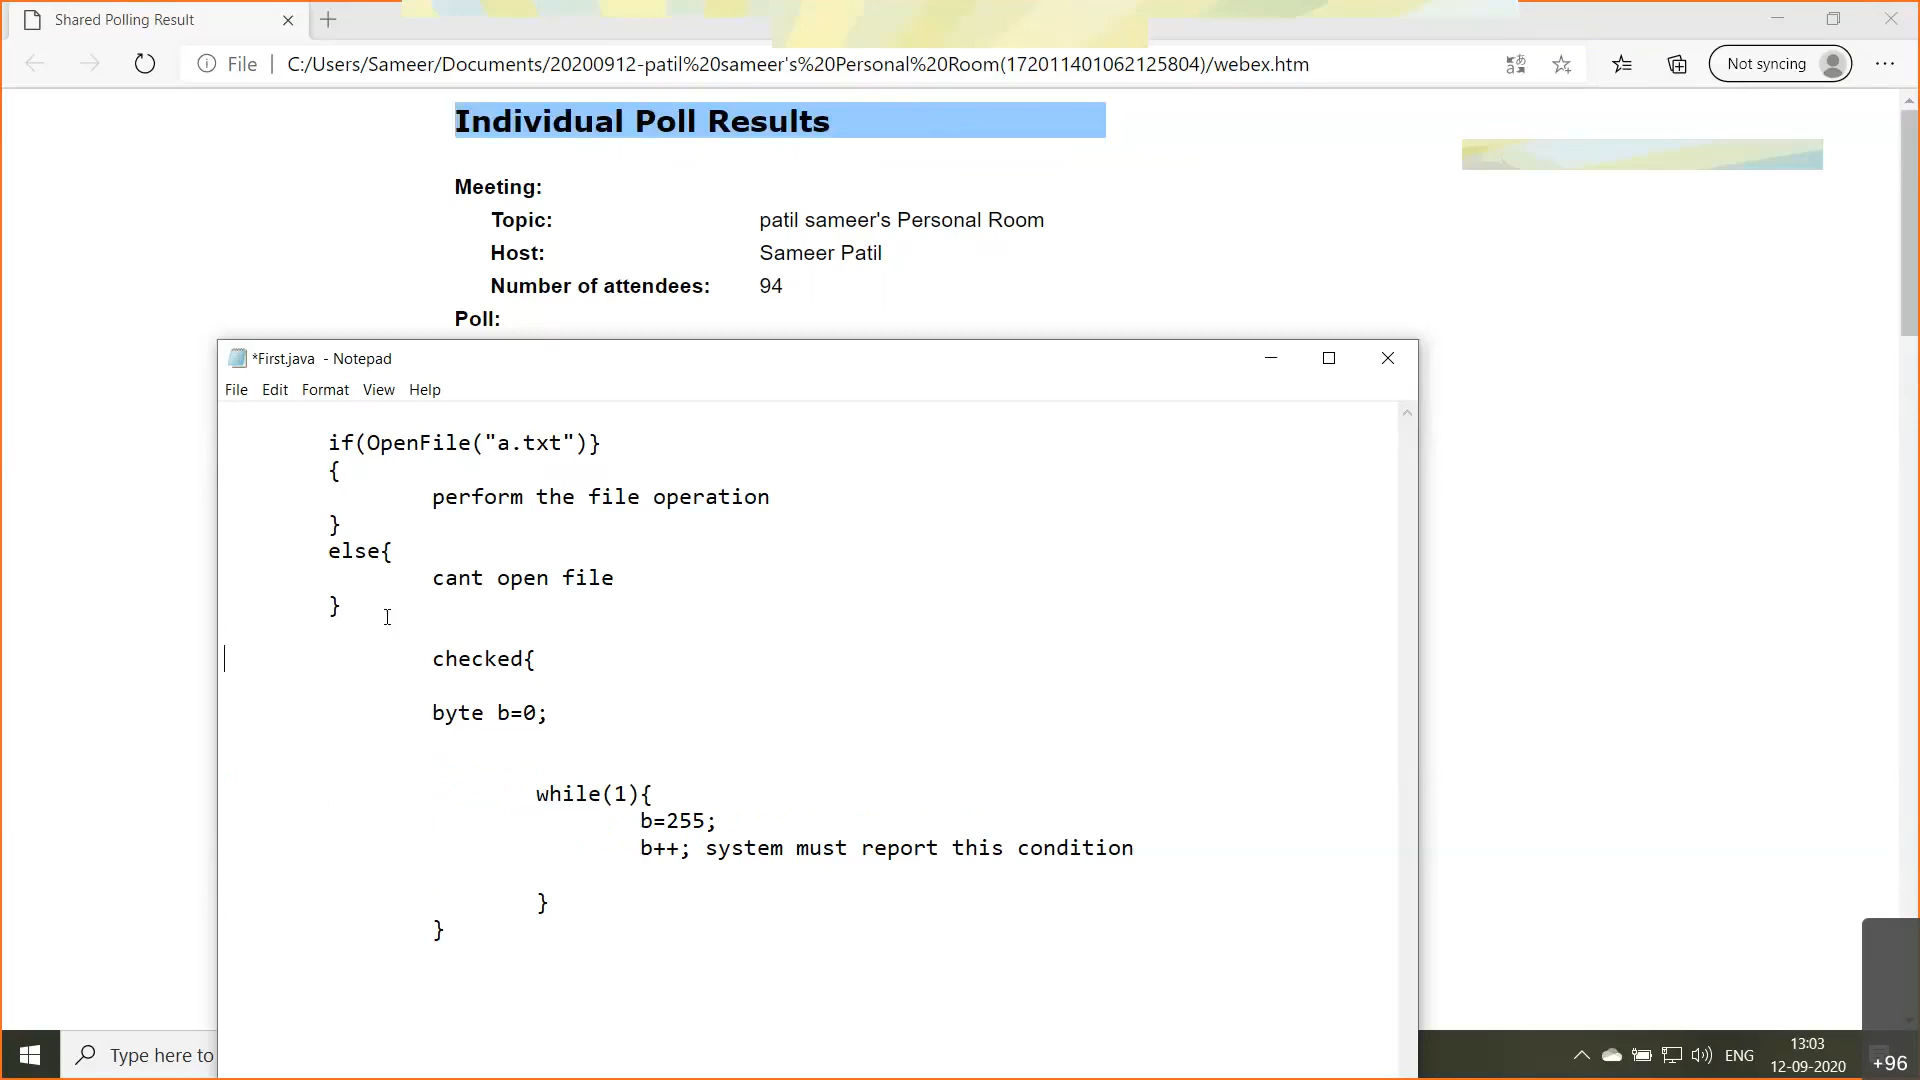 Shared Polling Result
File | C:/Users/Sameer/Documents/20200912-patil%20sameer's%20Personal%20Room(172011401062125804)/webex.htm
Not syncing
Individual Poll Results
Meeting:
Topic: patil sameer's Personal Room
Host: Sameer Patil
Number of attendees: 94
Poll:
*First.java - Notepad
File Edit Format View Help
if(OpenFile("a.txt")}
{
perform the file operation
}
else{
cant open file
}
checked{
byte b=0;
while(1){
b=255;
b++; system must report this condition
}
}
Type here to
ENG
13:03
12-09-2020
+96